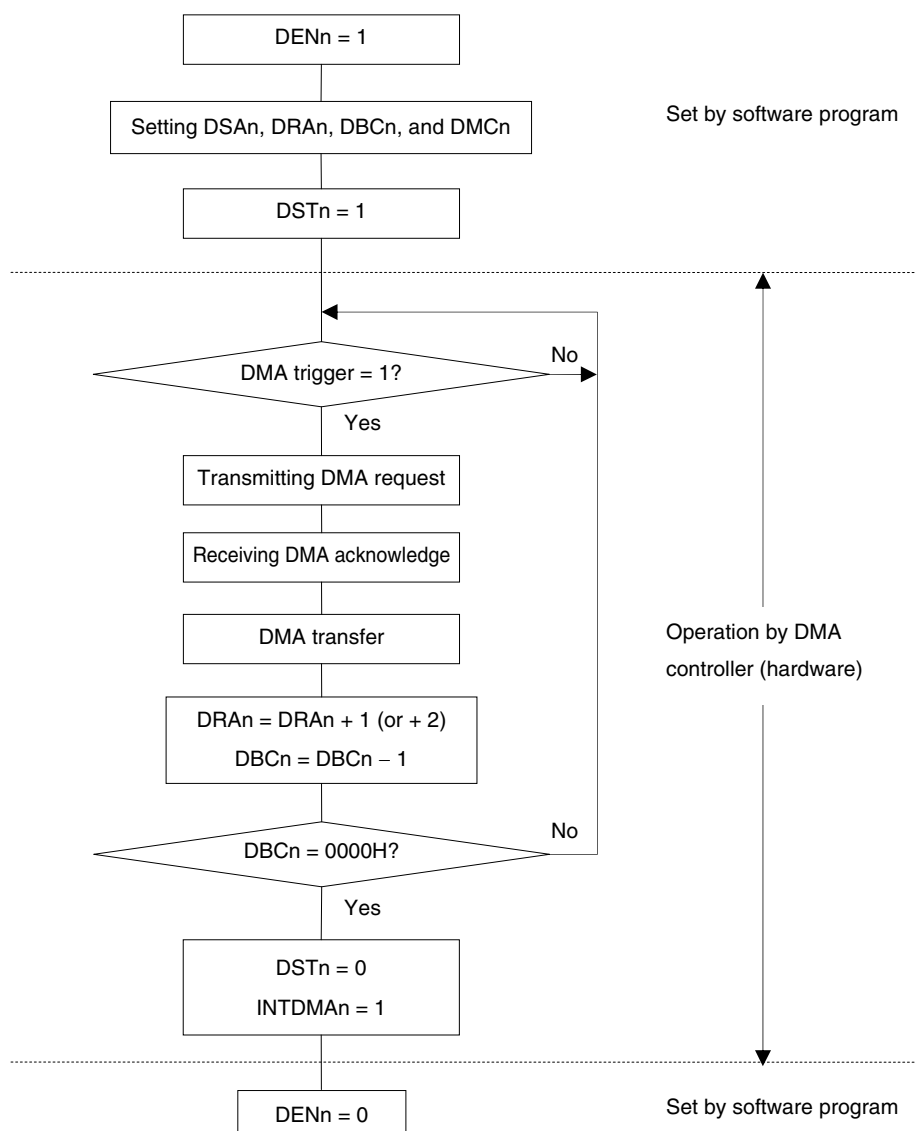 DENn = 1
Setting DSAn, DRAn, DBCn, and DMCn
Set by software program
DSTn = 1
DMA trigger = 1?
No
Yes
Transmitting DMA request
Receiving DMA acknowledge
DMA transfer
Operation by DMA
controller (hardware)
DRAn = DRAn + 1 (or + 2)
DBCn = DBCn − 1
DBCn = 0000H?
No
Yes
DSTn = 0
INTDMAn = 1
DENn = 0
Set by software program